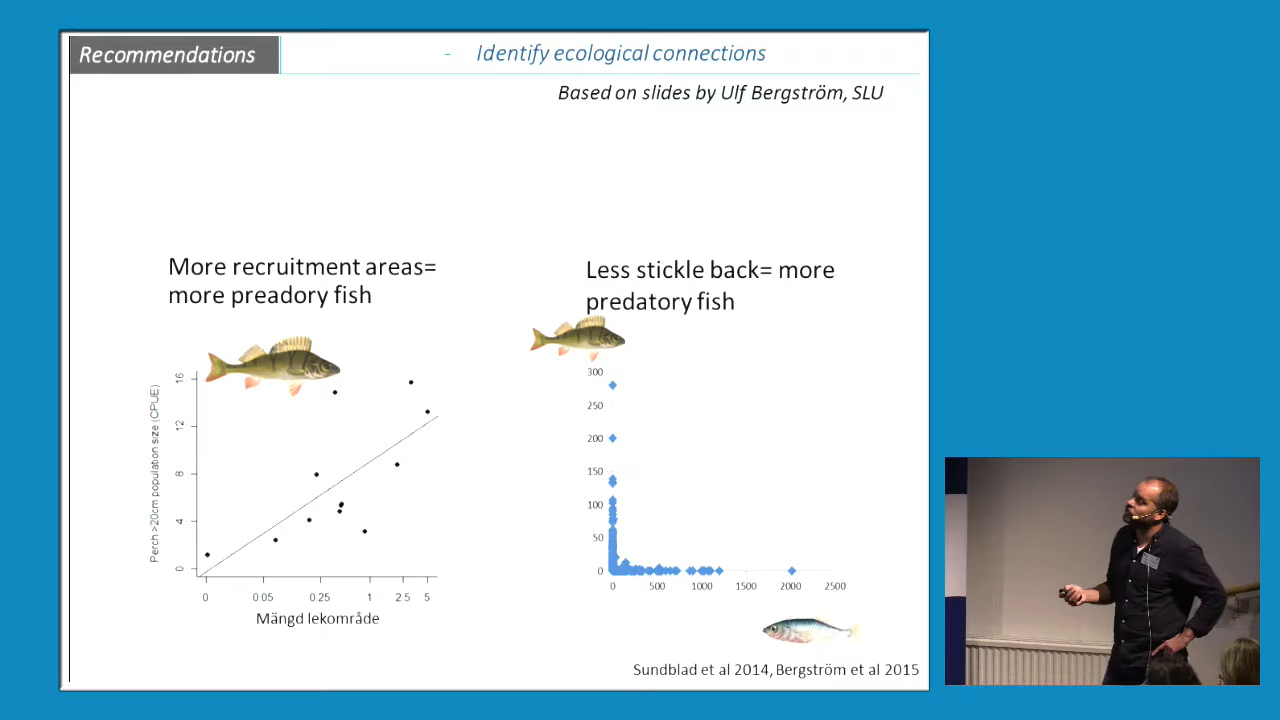 Recommendations
- Identify ecological connections
Based on slides by Ulf Bergström, SLU
More recruitment areas=
more preadory fish
Less stickle back= more
predatory fish
Perch >20cm population size (CPUE)
16
12
8
4
0
0 0.05 0.25 1 2.5 5
Mängd lekområde
300
250
200
150
100
50
0
0 500 1000 1500 2000 2500
Sundblad et al 2014, Bergström et al 2015